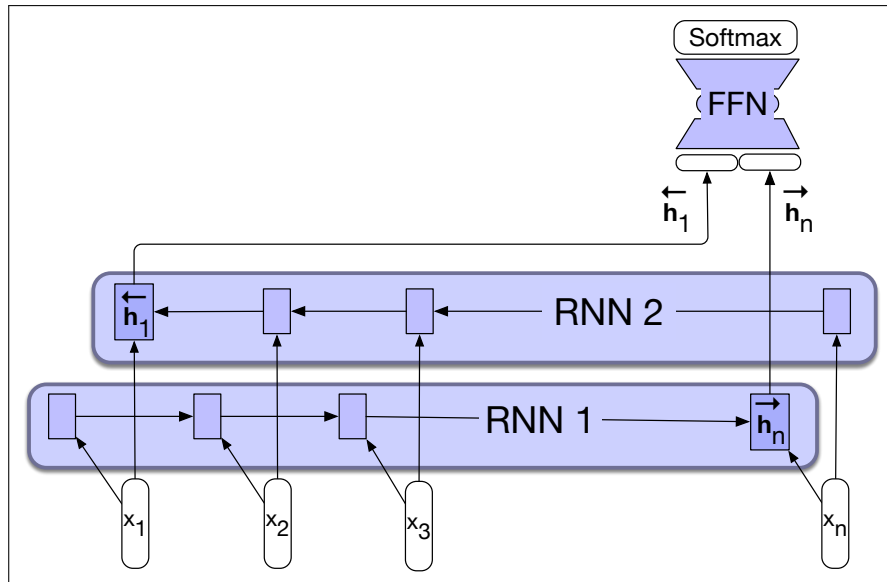 Softmax
FFN
←h₁ →hₙ
←h₁ RNN 2
RNN 1 →hₙ
x₁ x₂ x₃ xₙ